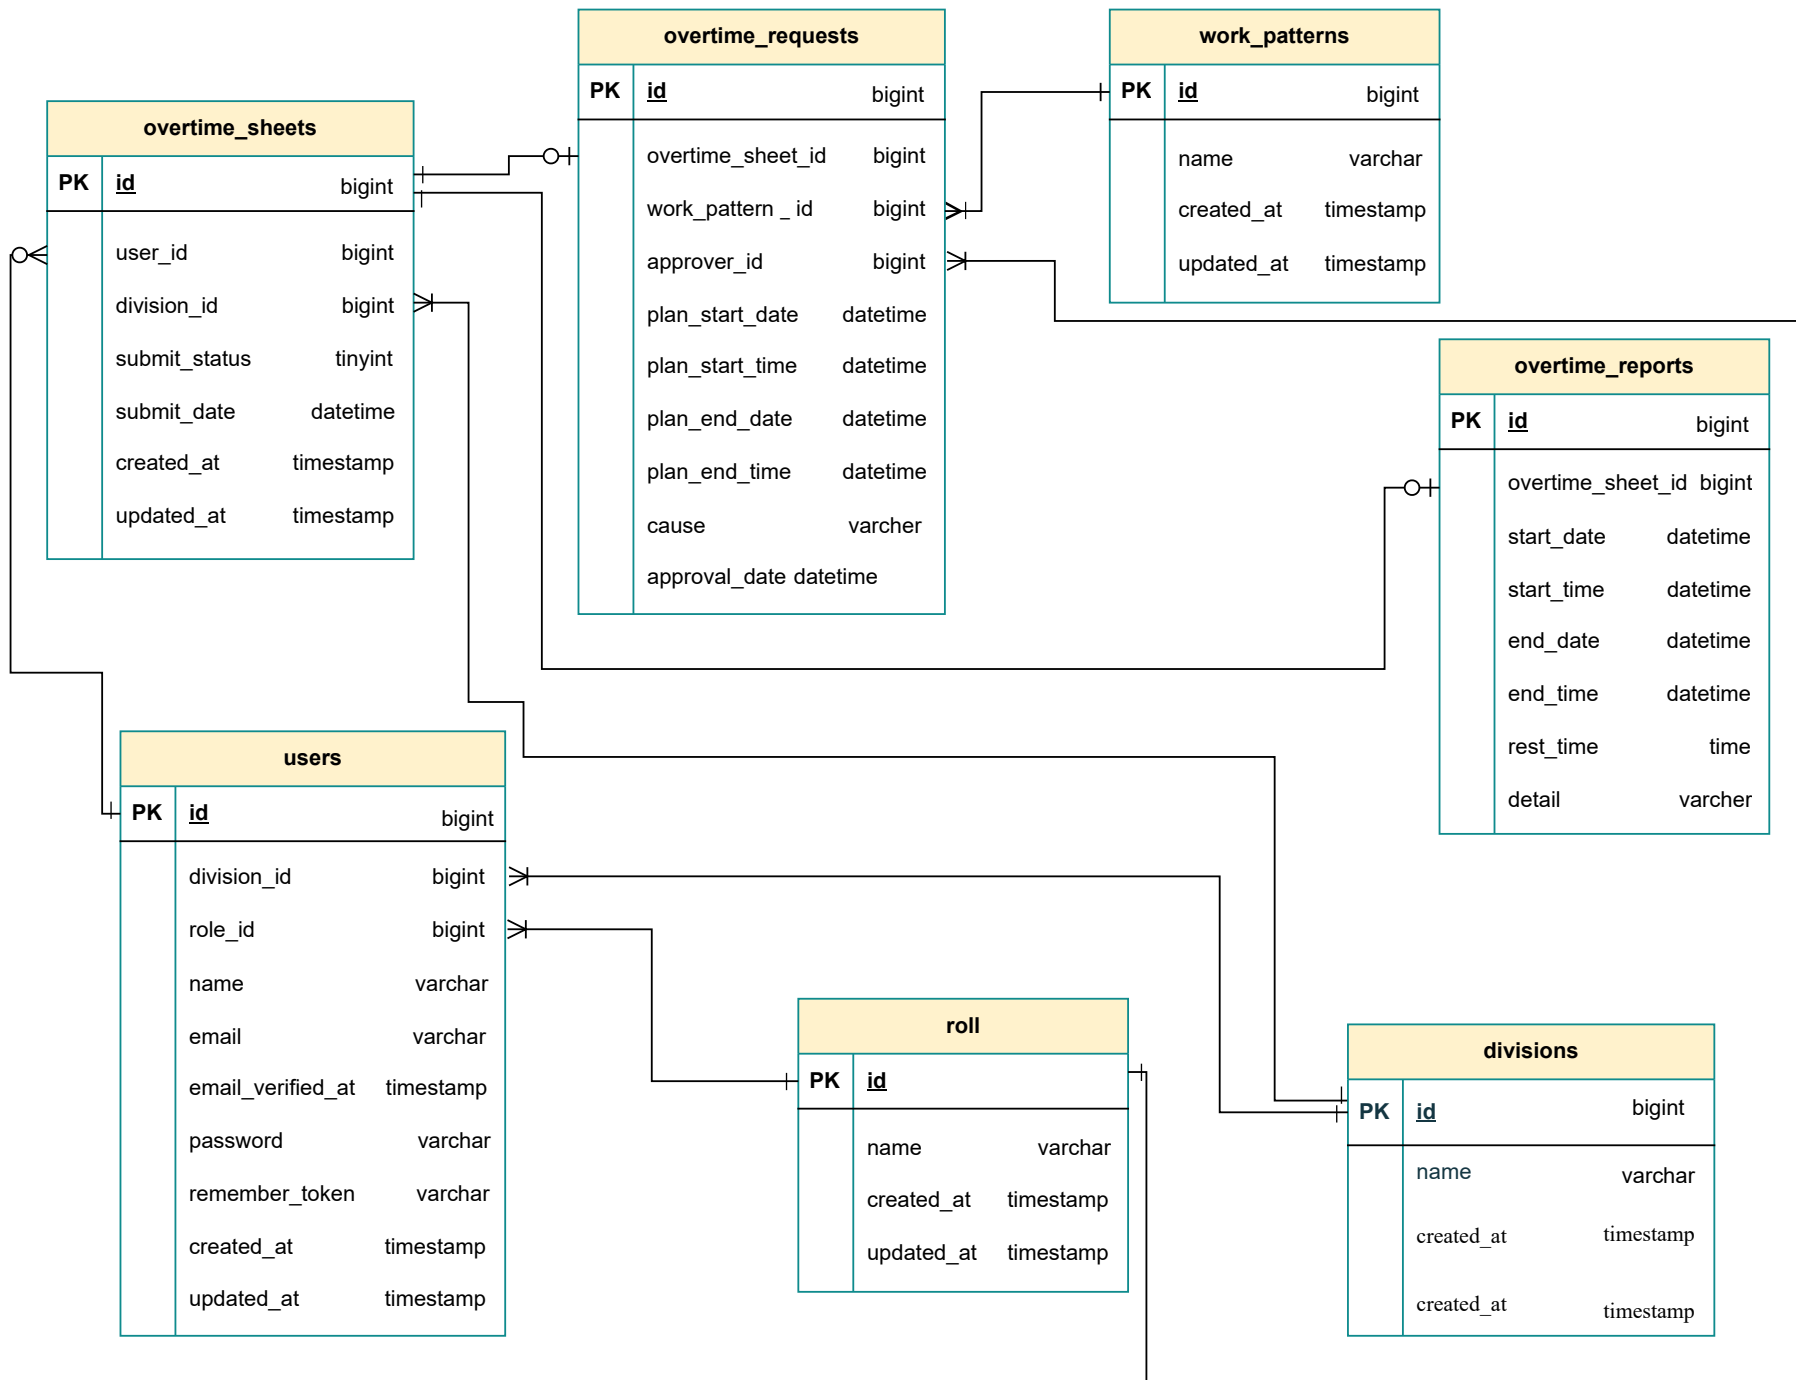 overtime_sheets
PK id bigint
user_id bigint
division_id bigint
submit_status tinyint
submit_date datetime
created_at timestamp
updated_at timestamp
overtime_requests
PK id bigint
overtime_sheet_id bigint
work_pattern _ id bigint
approver_id bigint
plan_start_date datetime
plan_start_time datetime
plan_end_date datetime
plan_end_time datetime
cause varcher
approval_date datetime
work_patterns
PK id bigint
name varchar
created_at timestamp
updated_at timestamp
overtime_reports
PK id bigint
overtime_sheet_id bigint
start_date datetime
start_time datetime
end_date datetime
end_time datetime
rest_time time
detail varcher
users
PK id bigint
division_id bigint
role_id bigint
name varchar
email varchar
email_verified_at timestamp
password varchar
remember_token varchar
created_at timestamp
updated_at timestamp
roll
PK id
name varchar
created_at timestamp
updated_at timestamp
divisions
PK id bigint
name varchar
created_at timestamp
created_at timestamp